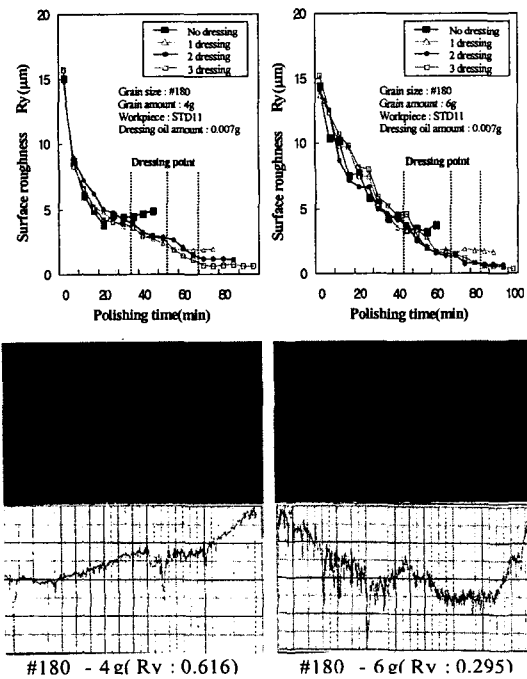 No dressing
1 dressing
2 dressing
3 dressing
Grain size : #180
Grain amount : 4g
Workpiece : STD11
Dressing oil amount : 0.007g
Dressing point
Surface roughness Ry (μm)
20
15
10
5
0
0 20 40 60 80
Polishing time(min)
No dressing
1 dressing
2 dressing
3 dressing
Grain size : #180
Grain amount : 6g
Workpiece : STD11
Dressing oil amount : 0.007g
Dressing point
Surface roughness Ry (μm)
20
15
10
5
0
0 20 40 60 80 100
Polishing time(min)
#180 - 4g( Ry : 0.616)
#180 - 6g( Ry : 0.295)